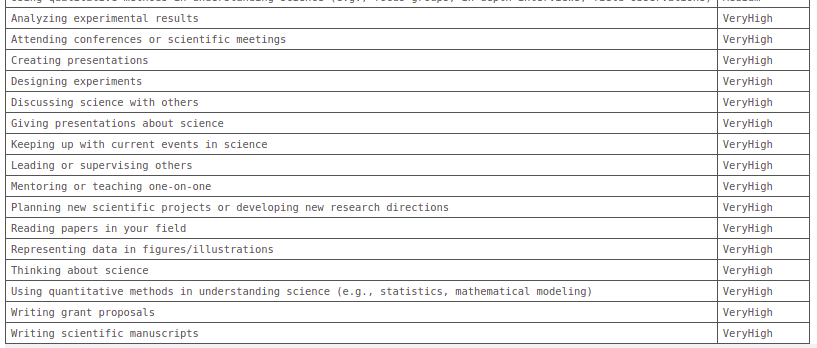 Analyzing experimental results VeryHigh
Attending conferences or scientific meetings VeryHigh
Creating presentations VeryHigh
Designing experiments VeryHigh
Discussing science with others VeryHigh
Giving presentations about science VeryHigh
Keeping up with current events in science VeryHigh
Leading or supervising others VeryHigh
Mentoring or teaching one-on-one VeryHigh
Planning new scientific projects or developing new research directions VeryHigh
Reading papers in your field VeryHigh
Representing data in figures/illustrations VeryHigh
Thinking about science VeryHigh
Using quantitative methods in understanding science (e.g., statistics, mathematical modeling) VeryHigh
Writing grant proposals VeryHigh
Writing scientific manuscripts VeryHigh